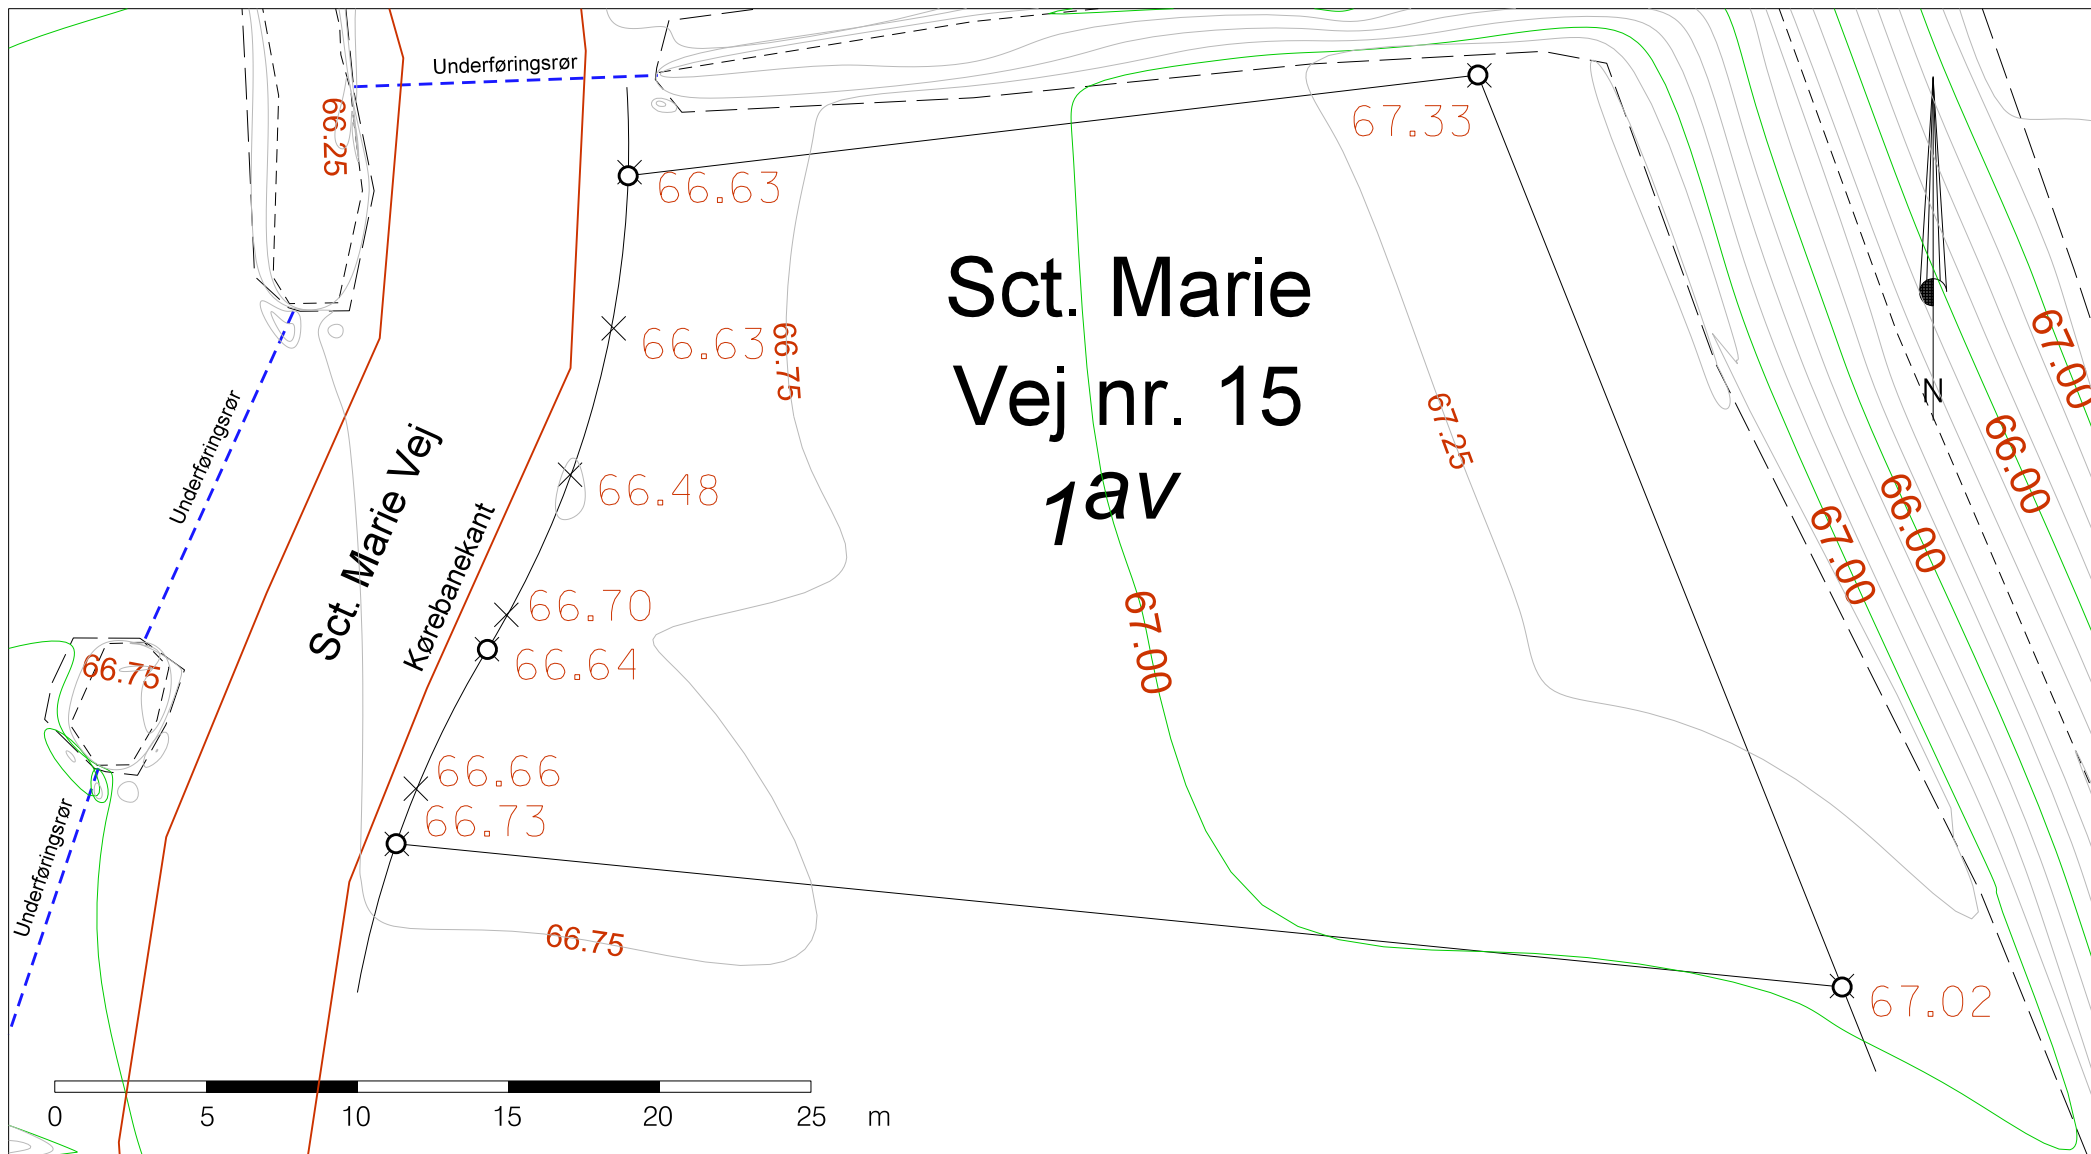 Underføringsrør
66.25
67.33
66.63
Sct. Marie
Vej nr. 15
1av
66.63
66.75
67.00
N
66.00
67.25
66.00
67.00
Underføringsrør
Sct. Marie Vej
Kørebanekant
66.48
66.70
66.64
67.00
66.75
66.66
66.73
Underføringsrør
66.75
67.02
0 5 10 15 20 25 m